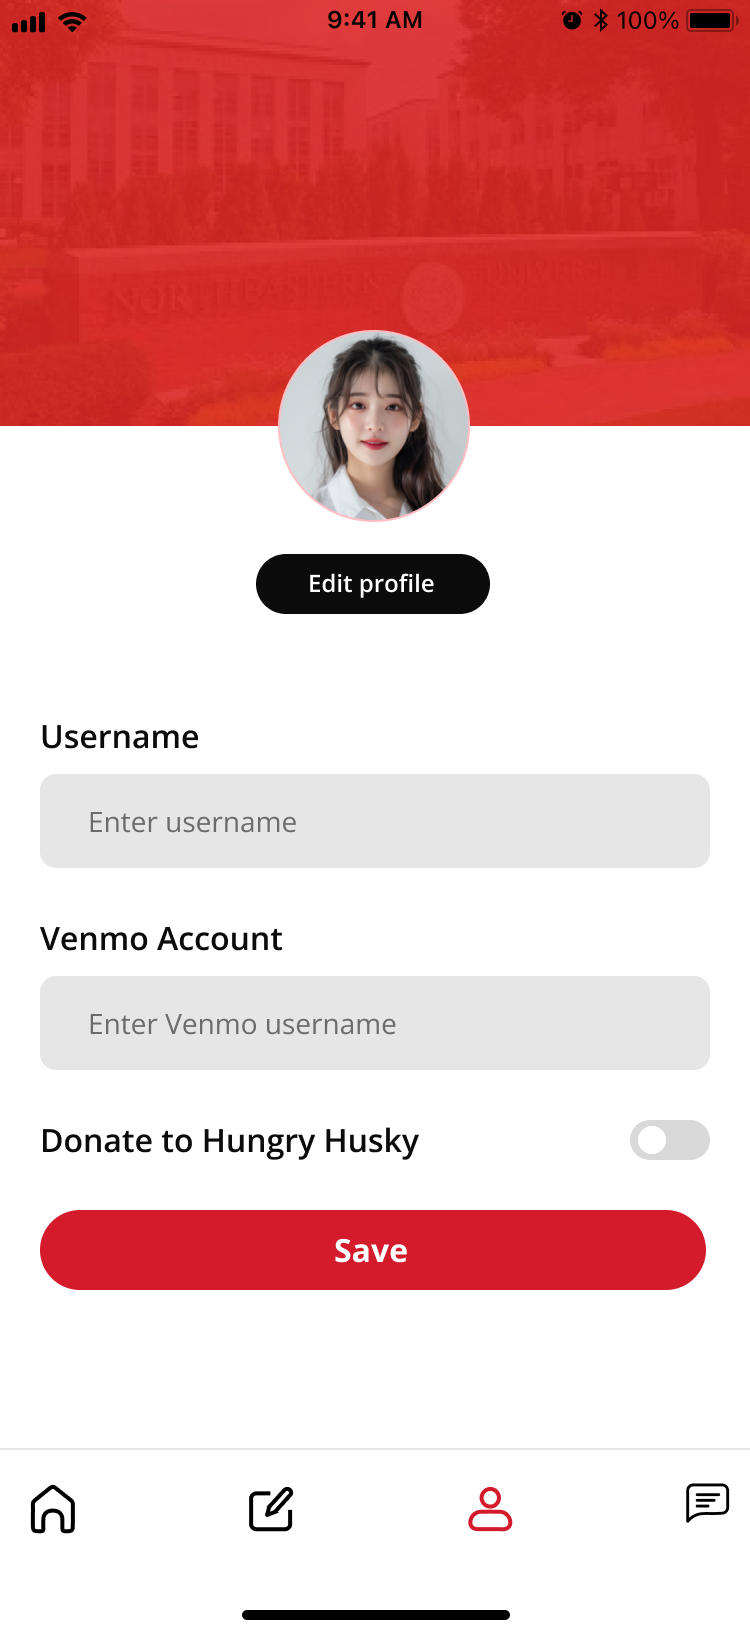 9:41 AM
100%
NORTHEASTERN UNIVERSITY
Edit profile
Username
Enter username
Venmo Account
Enter Venmo username
Donate to Hungry Husky
Save